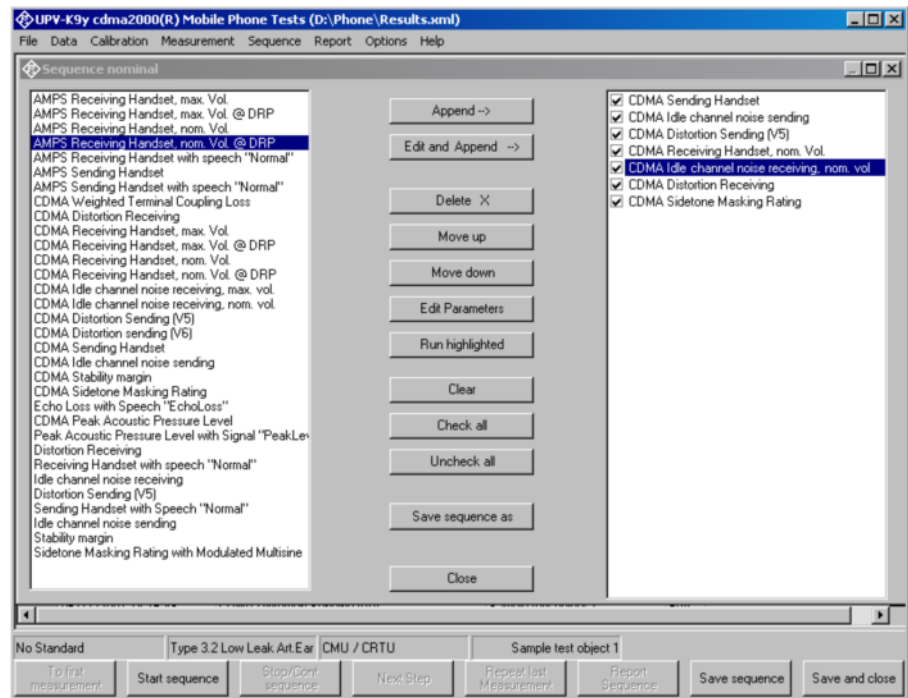 UPV-K9y cdma2000(R) Mobile Phone Tests (D:\Phone\Results.xml)
File Data Calibration Measurement Sequence Report Options Help
Sequence nominal
AMPS Receiving Handset, max. Vol.
AMPS Receiving Handset, max. Vol. @ DRP
AMPS Receiving Handset, nom. Vol.
AMPS Receiving Handset, nom. Vol. @ DRP
AMPS Receiving Handset with speech "Normal"
AMPS Sending Handset
AMPS Sending Handset with speech "Normal"
CDMA Weighted Terminal Coupling Loss
CDMA Distortion Receiving
CDMA Receiving Handset, max. Vol.
CDMA Receiving Handset, max. Vol. @ DRP
CDMA Receiving Handset, nom. Vol.
CDMA Receiving Handset, nom. Vol. @ DRP
CDMA Idle channel noise receiving, max. vol.
CDMA Idle channel noise receiving, nom. vol.
CDMA Distortion Sending (V5)
CDMA Distortion sending (V6)
CDMA Sending Handset
CDMA Idle channel noise sending
CDMA Stability margin
CDMA Sidetone Masking Rating
Echo Loss with Speech "EchoLoss"
CDMA Peak Acoustic Pressure Level
Peak Acoustic Pressure Level with Signal "PeakLev
Distortion Receiving
Receiving Handset with speech "Normal"
Idle channel noise receiving
Distortion Sending (V5)
Sending Handset with Speech "Normal"
Idle channel noise sending
Stability margin
Sidetone Masking Rating with Modulated Multisine
Append -->
Edit and Append -->
Delete X
Move up
Move down
Edit Parameters
Run highlighted
Clear
Check all
Uncheck all
Save sequence as
Close
CDMA Sending Handset
CDMA Idle channel noise sending
CDMA Distortion Sending (V5)
CDMA Receiving Handset, nom. Vol.
CDMA Idle channel noise receiving, nom. vol
CDMA Distortion Receiving
CDMA Sidetone Masking Rating
No Standard
Type 3.2 Low Leak Art.Ear
CMU / CRTU
Sample test object 1
To first measurement
Start sequence
Stop/Cont sequence
Next Step
Repeat last Measurement
Report Sequence
Save sequence
Save and close